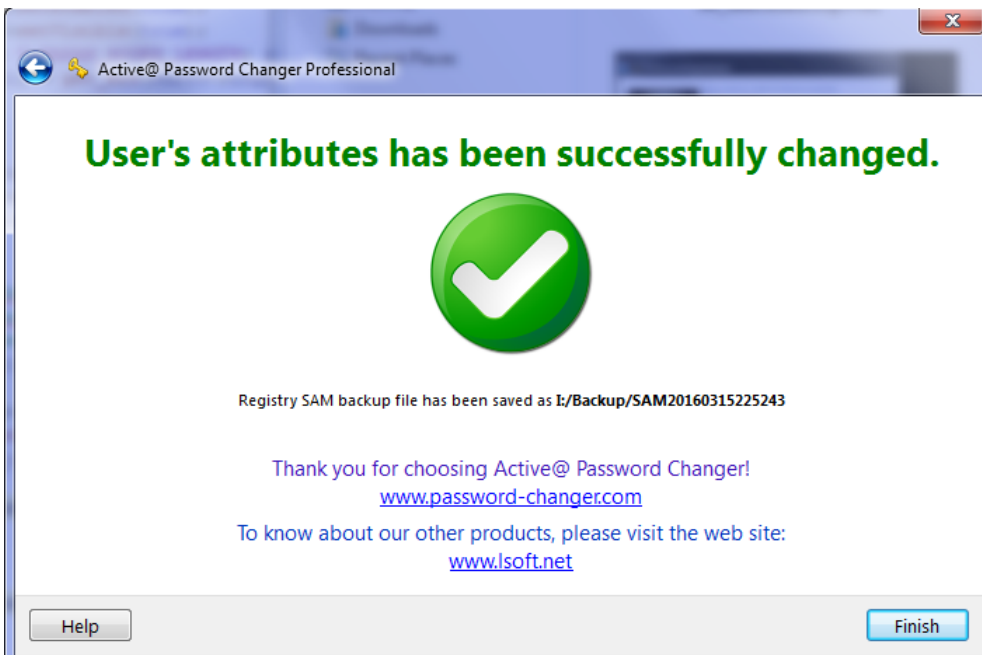 Downloads
Active@ Password Changer Professional
User's attributes has been successfully changed.
Registry SAM backup file has been saved as I:/Backup/SAM20160315225243
Thank you for choosing Active@ Password Changer!
www.password-changer.com
To know about our other products, please visit the web site:
www.lsoft.net
Help
Finish